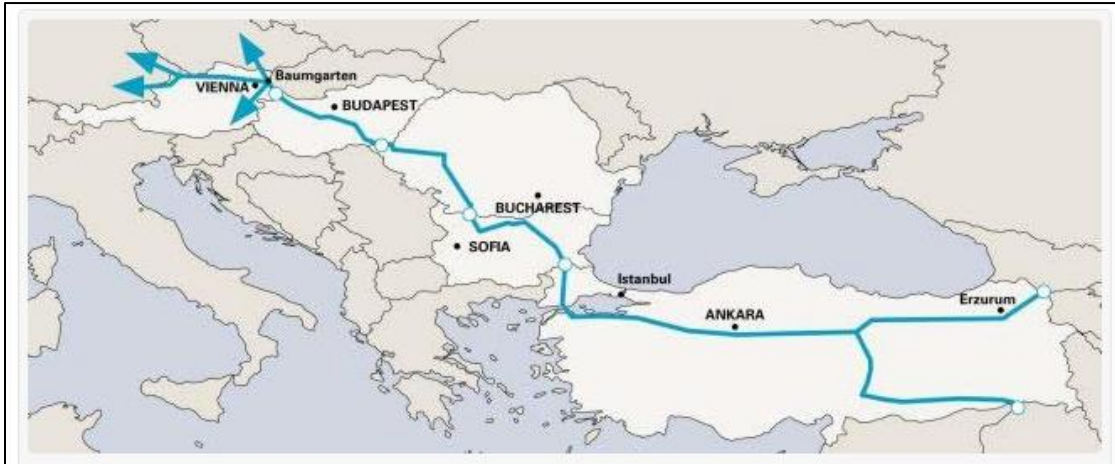 Baumgarten
VIENNA
BUDAPEST
BUCHAREST
SOFIA
Istanbul
Erzurum
ANKARA